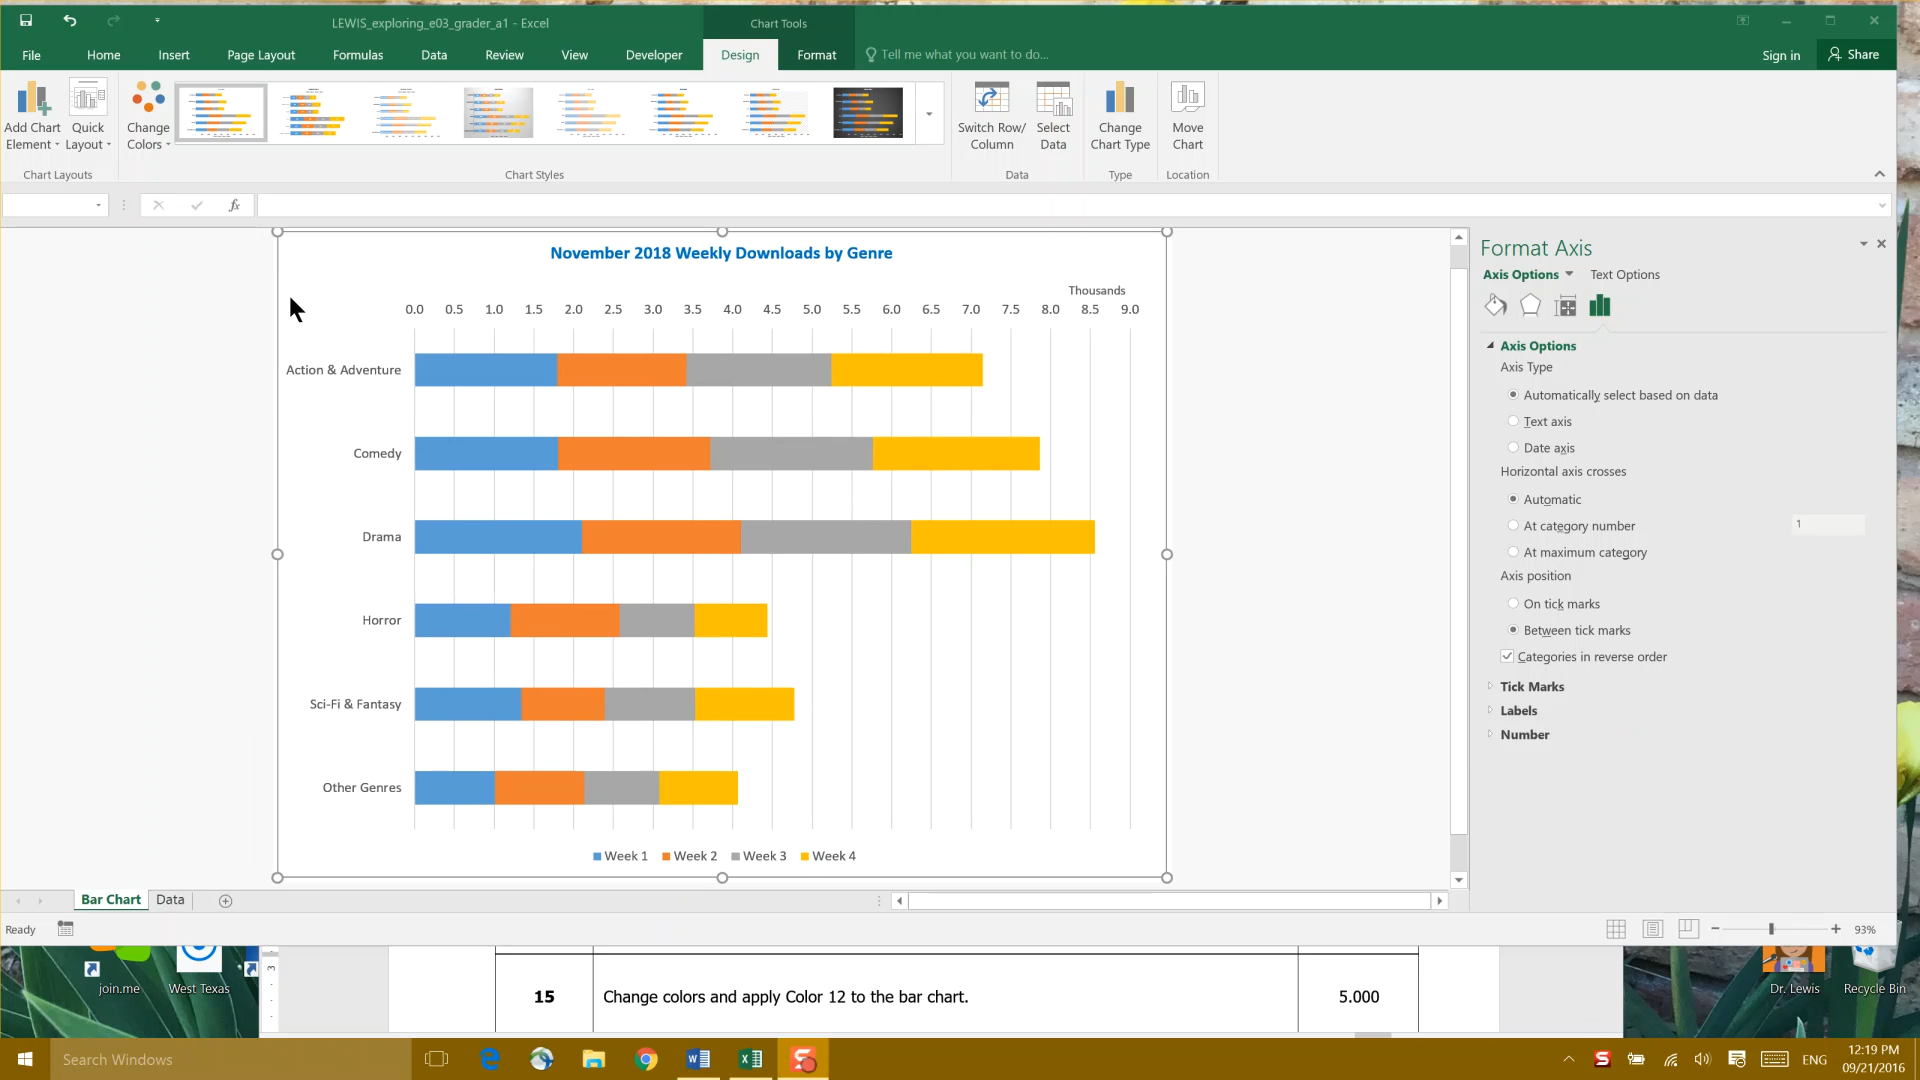 LEWIS_exploring_e03_grader_a1 - Excel
Chart Tools
File Home Insert Page Layout Formulas Data Review View Developer Design Format Tell me what you want to do... Sign in Share
Add Chart Element
Quick Layout
Change Colors
Switch Row/ Column
Select Data
Change Chart Type
Move Chart
Chart Layouts
Chart Styles
Data
Type
Location
fx
November 2018 Weekly Downloads by Genre
Thousands
0.0 0.5 1.0 1.5 2.0 2.5 3.0 3.5 4.0 4.5 5.0 5.5 6.0 6.5 7.0 7.5 8.0 8.5 9.0
Action & Adventure
Comedy
Drama
Horror
Sci-Fi & Fantasy
Other Genres
Week 1 Week 2 Week 3 Week 4
Format Axis
Axis Options Text Options
Axis Options
Axis Type
Automatically select based on data
Text axis
Date axis
Horizontal axis crosses
Automatic
At category number 1
At maximum category
Axis position
On tick marks
Between tick marks
Categories in reverse order
Tick Marks
Labels
Number
Bar Chart Data
Ready
93%
join.me
West Texas
3
15 Change colors and apply Color 12 to the bar chart. 5.000
Dr. Lewis
Recycle Bin
Search Windows
ENG
12:19 PM
09/21/2016